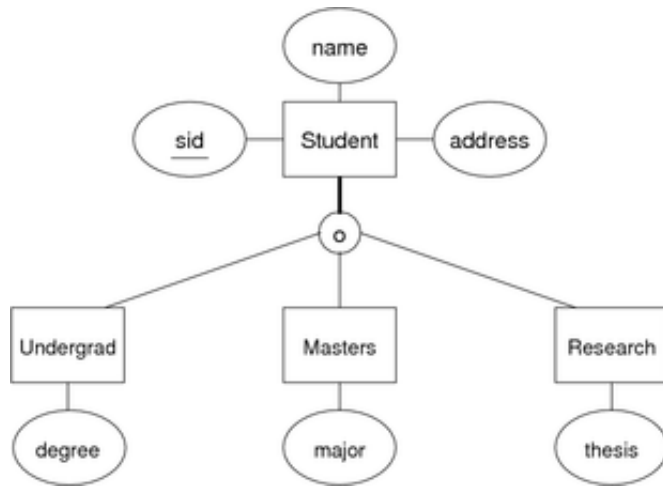 name
sid
Student
address
o
Undergrad
Masters
Research
degree
major
thesis